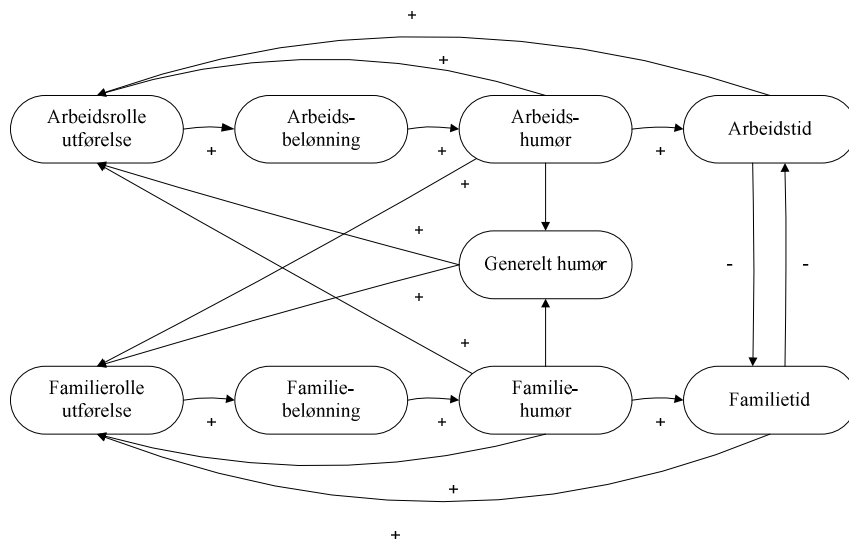 +
+
Arbeidsrolle
utførelse
Arbeids-
belønning
Arbeids-
humør
Arbeidstid
+
+
+
+
+
Generelt humør
-
-
+
+
Familierolle
utførelse
Familie-
belønning
Familie-
humør
Familietid
+
+
+
+
+